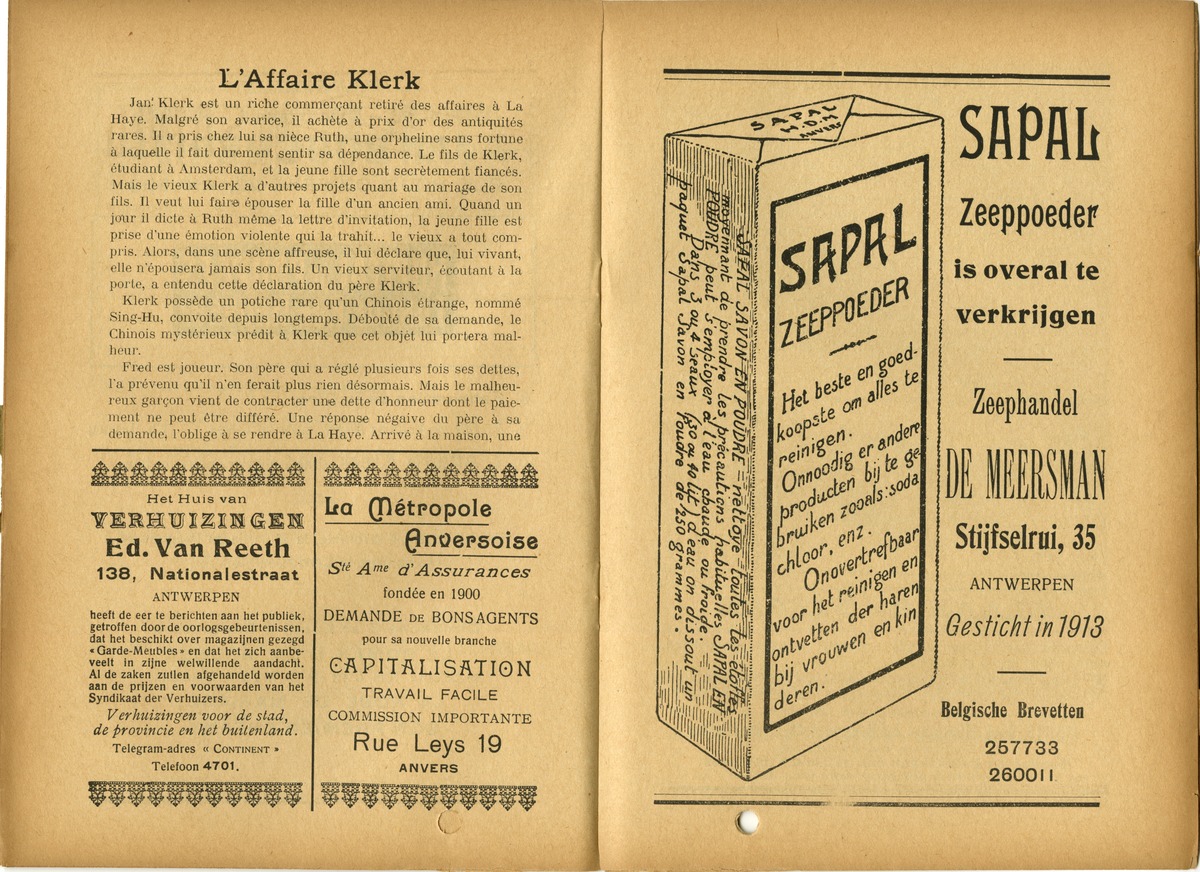 L'Affaire Klerk
Jan Klerk est un riche commerçant retiré des affaires à La
Haye. Malgré son avarice, il achète à prix d'or des antiquités
rares. Il a pris chez lui sa nièce Ruth, une orpheline sans fortune
à laquelle il fait durement sentir sa dépendance. Le fils de Klerk,
étudiant à Amsterdam, et la jeune fille sont secrètement fiancés.
Mais le vieux Klerk a d'autres projets quant au mariage de son
fils. Il veut lui faire épouser la fille d'un ancien ami. Quand un
jour il dicte à Ruth même la lettre d'invitation, la jeune fille est
prise d'une émotion violente qui la trahit... le vieux a tout com-
pris. Alors, dans une scène affreuse, il lui déclare que, lui vivant,
elle n'épousera jamais son fils. Un vieux serviteur, écoutant à la
porte, a entendu cette déclaration du père Klerk.
Klerk possède un potiche rare qu'un Chinois étrange, nommé
Sing-Hu, convoite depuis longtemps. Débouté de sa demande, le
Chinois mystérieux prédit à Klerk que cet objet lui portera mal-
heur.
Fred est joueur. Son père qui a réglé plusieurs fois ses dettes,
l'a prévenu qu'il n'en ferait plus rien désormais. Mais le malheu-
reux garçon vient de contracter une dette d'honneur dont le paie-
ment ne peut être différé. Une réponse négaive du père à sa
demande, l'oblige à se rendre à La Haye. Arrivé à la maison, une
Het Huis van
VERHUIZINGEN
Ed. Van Reeth
138, Nationalestraat
ANTWERPEN
heeft de eer te berichten aan het publiek,
getroffen door de oorlogsgebeurtenissen,
dat het beschikt over magazijnen gezegd
« Garde-Meubles » en dat het zich aanbe-
veelt in zijne welwillende aandacht.
Al de zaken zullen afgehandeld worden
aan de prijzen en voorwaarden van het
Syndikaat der Verhuizers.
Verhuizingen voor de stad,
de provincie en het buitenland.
Telegram-adres « CONTINENT »
Telefoon 4701.
La Métropole
Anversoise
Sté Ame d'Assurances
fondée en 1900
DEMANDE DE BONS AGENTS
pour sa nouvelle branche
CAPITALISATION
TRAVAIL FACILE
COMMISSION IMPORTANTE
Rue Leys 19
ANVERS
SAPAL
H.D.M
ANVERS
SAPAL SAVON EN POUDRE = nettoye toutes les étoffes
moyennant de prendre les précautions habituelles SAPAL EN
POUDRE peut s'employer à l'eau chaude ou froide.
Dans 3 ou 4 seaux (30 ou 40 lit) d'eau on dissout un
paquet Sapal Savon en Poudre de 250 grammes.
SAPAL
ZEEPPOEDER
Het beste en goed-
koopste om alles te
reinigen.
Onnoodig er andere
producten bij te ge
bruiken zooals: soda
chloor, enz.
Onovertrefbaar
voor het reinigen en
ontvetten der haren
bij vrouwen en kin
deren.
SAPAL
Zeeppoeder
is overal te
verkrijgen
Zeephandel
DE MEERSMAN
Stijfselrui, 35
ANTWERPEN
Gesticht in 1913
Belgische Brevetten
257733
260011